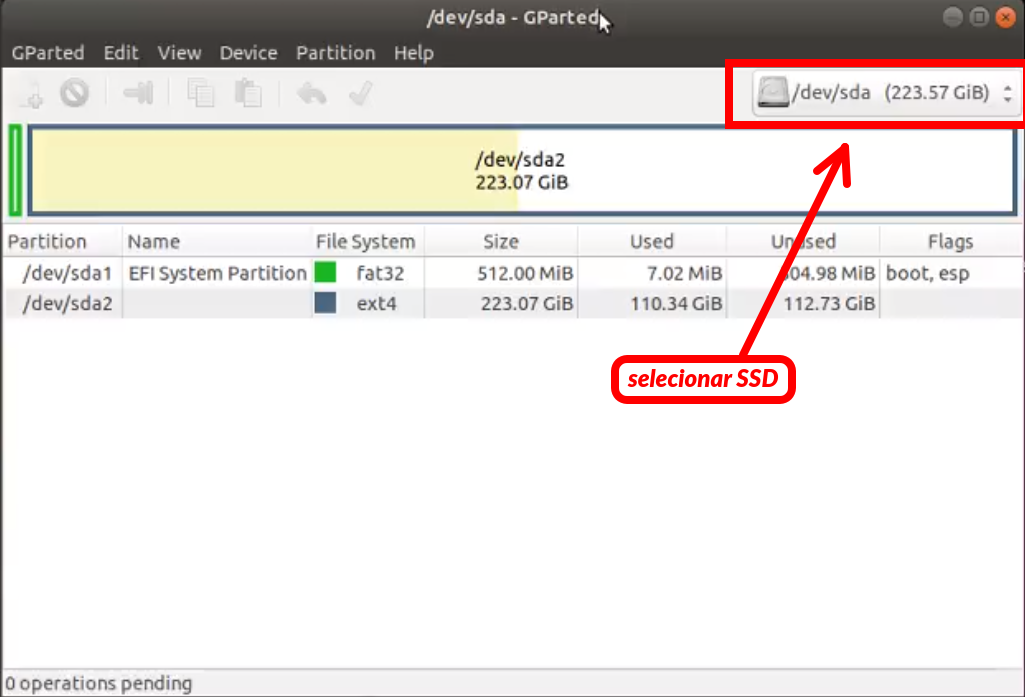 /dev/sda - GParted
GParted Edit View Device Partition Help
/dev/sda (223.57 GiB)
/dev/sda2
223.07 GiB
Partition Name File System Size Used Unused Flags
/dev/sda1 EFI System Partition fat32 512.00 MiB 7.02 MiB 504.98 MiB boot, esp
/dev/sda2 ext4 223.07 GiB 110.34 GiB 112.73 GiB
selecionar SSD
0 operations pending